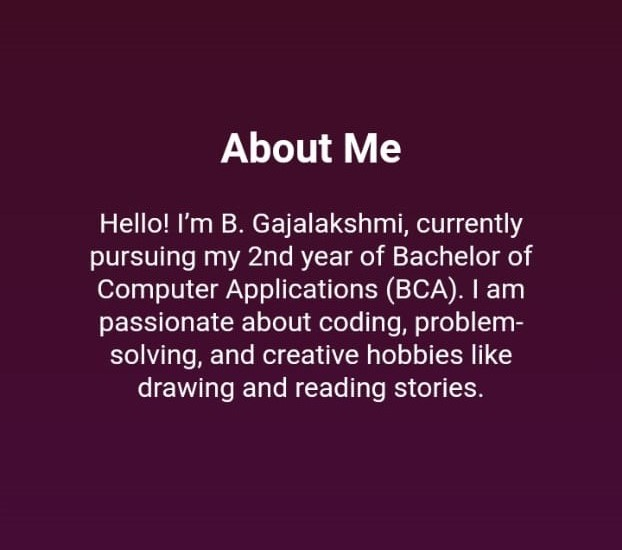 About Me
Hello! I’m B. Gajalakshmi, currently
pursuing my 2nd year of Bachelor of
Computer Applications (BCA). I am
passionate about coding, problem-
solving, and creative hobbies like
drawing and reading stories.